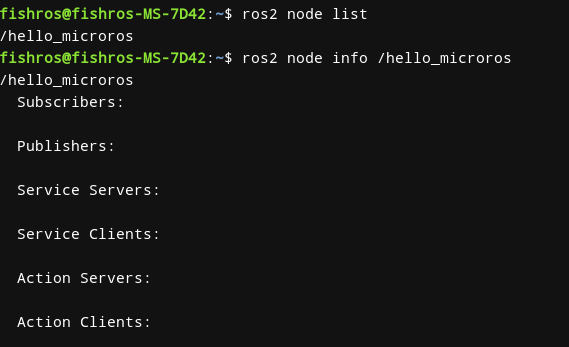 fishros@fishros-MS-7D42:~$ ros2 node list
/hello_microros
fishros@fishros-MS-7D42:~$ ros2 node info /hello_microros
/hello_microros
  Subscribers:

  Publishers:

  Service Servers:

  Service Clients:

  Action Servers:

  Action Clients: